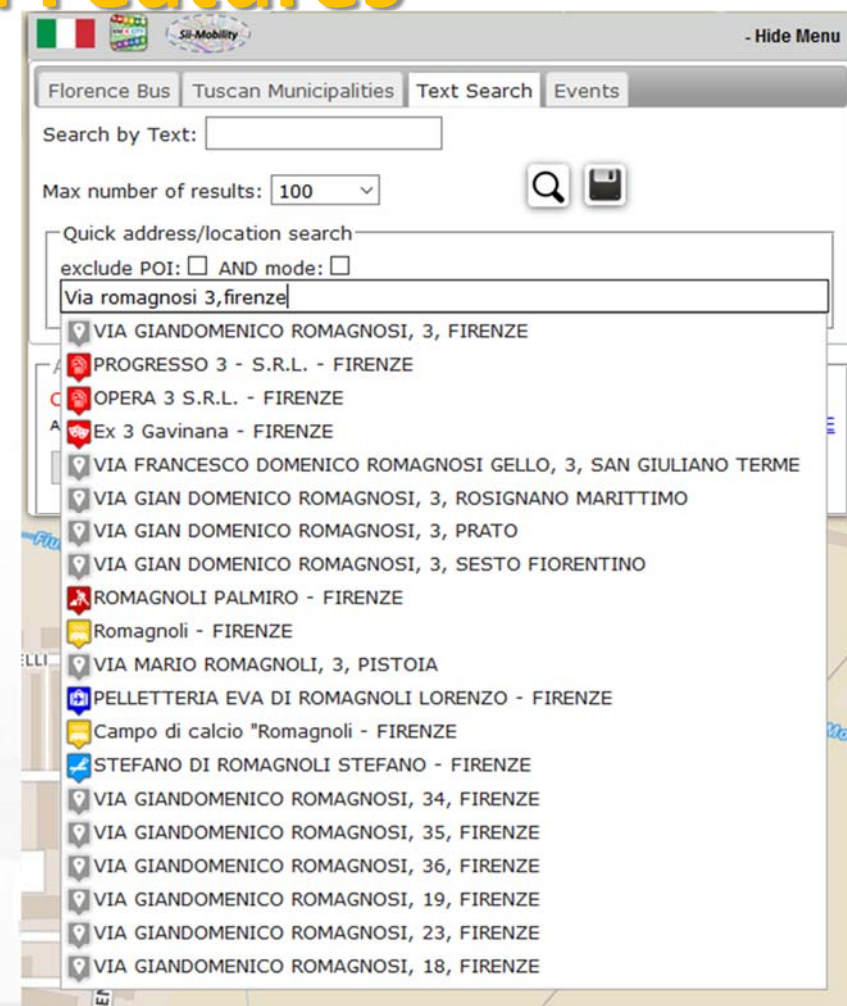 Features
Sii-Mobility
- Hide Menu
Florence Bus Tuscan Municipalities Text Search Events
Search by Text:
Max number of results: 100
Quick address/location search
exclude POI: AND mode:
Via romagnosi 3,firenze
VIA GIANDOMENICO ROMAGNOSI, 3, FIRENZE
PROGRESSO 3 - S.R.L. - FIRENZE
OPERA 3 S.R.L. - FIRENZE
Ex 3 Gavinana - FIRENZE
VIA FRANCESCO DOMENICO ROMAGNOSI GELLO, 3, SAN GIULIANO TERME
VIA GIAN DOMENICO ROMAGNOSI, 3, ROSIGNANO MARITTIMO
VIA GIAN DOMENICO ROMAGNOSI, 3, PRATO
VIA GIAN DOMENICO ROMAGNOSI, 3, SESTO FIORENTINO
ROMAGNOLI PALMIRO - FIRENZE
Romagnoli - FIRENZE
VIA MARIO ROMAGNOLI, 3, PISTOIA
PELLETTERIA EVA DI ROMAGNOLI LORENZO - FIRENZE
Campo di calcio "Romagnoli - FIRENZE
STEFANO DI ROMAGNOLI STEFANO - FIRENZE
VIA GIANDOMENICO ROMAGNOSI, 34, FIRENZE
VIA GIANDOMENICO ROMAGNOSI, 35, FIRENZE
VIA GIANDOMENICO ROMAGNOSI, 36, FIRENZE
VIA GIANDOMENICO ROMAGNOSI, 19, FIRENZE
VIA GIANDOMENICO ROMAGNOSI, 23, FIRENZE
VIA GIANDOMENICO ROMAGNOSI, 18, FIRENZE